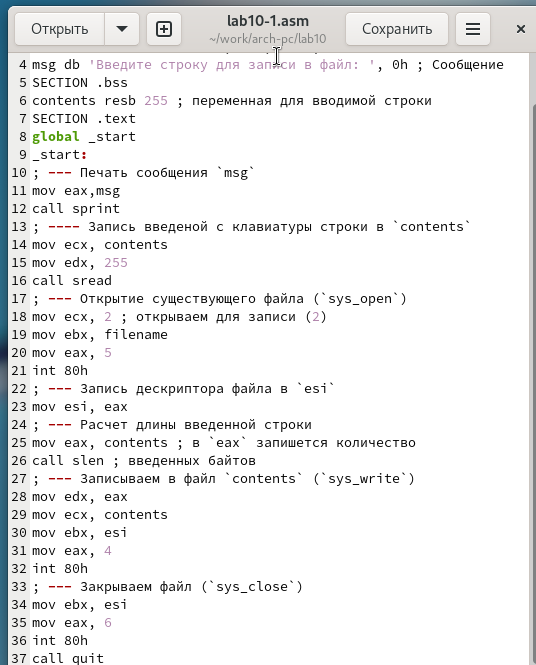 Открыть
lab10-1.asm
~/work/arch-pc/lab10
Сохранить
4 msg db 'Введите строку для записи в файл: ', 0h ; Сообщение
5 SECTION .bss
6 contents resb 255 ; переменная для вводимой строки
7 SECTION .text
8 global _start
9 _start:
10 ; --- Печать сообщения `msg`
11 mov eax,msg
12 call sprint
13 ; ---- Запись введеной с клавиатуры строки в `contents`
14 mov ecx, contents
15 mov edx, 255
16 call sread
17 ; --- Открытие существующего файла (`sys_open`)
18 mov ecx, 2 ; открываем для записи (2)
19 mov ebx, filename
20 mov eax, 5
21 int 80h
22 ; --- Запись дескриптора файла в `esi`
23 mov esi, eax
24 ; --- Расчет длины введенной строки
25 mov eax, contents ; в `eax` запишется количество
26 call slen ; введенных байтов
27 ; --- Записываем в файл `contents` (`sys_write`)
28 mov edx, eax
29 mov ecx, contents
30 mov ebx, esi
31 mov eax, 4
32 int 80h
33 ; --- Закрываем файл (`sys_close`)
34 mov ebx, esi
35 mov eax, 6
36 int 80h
37 call quit